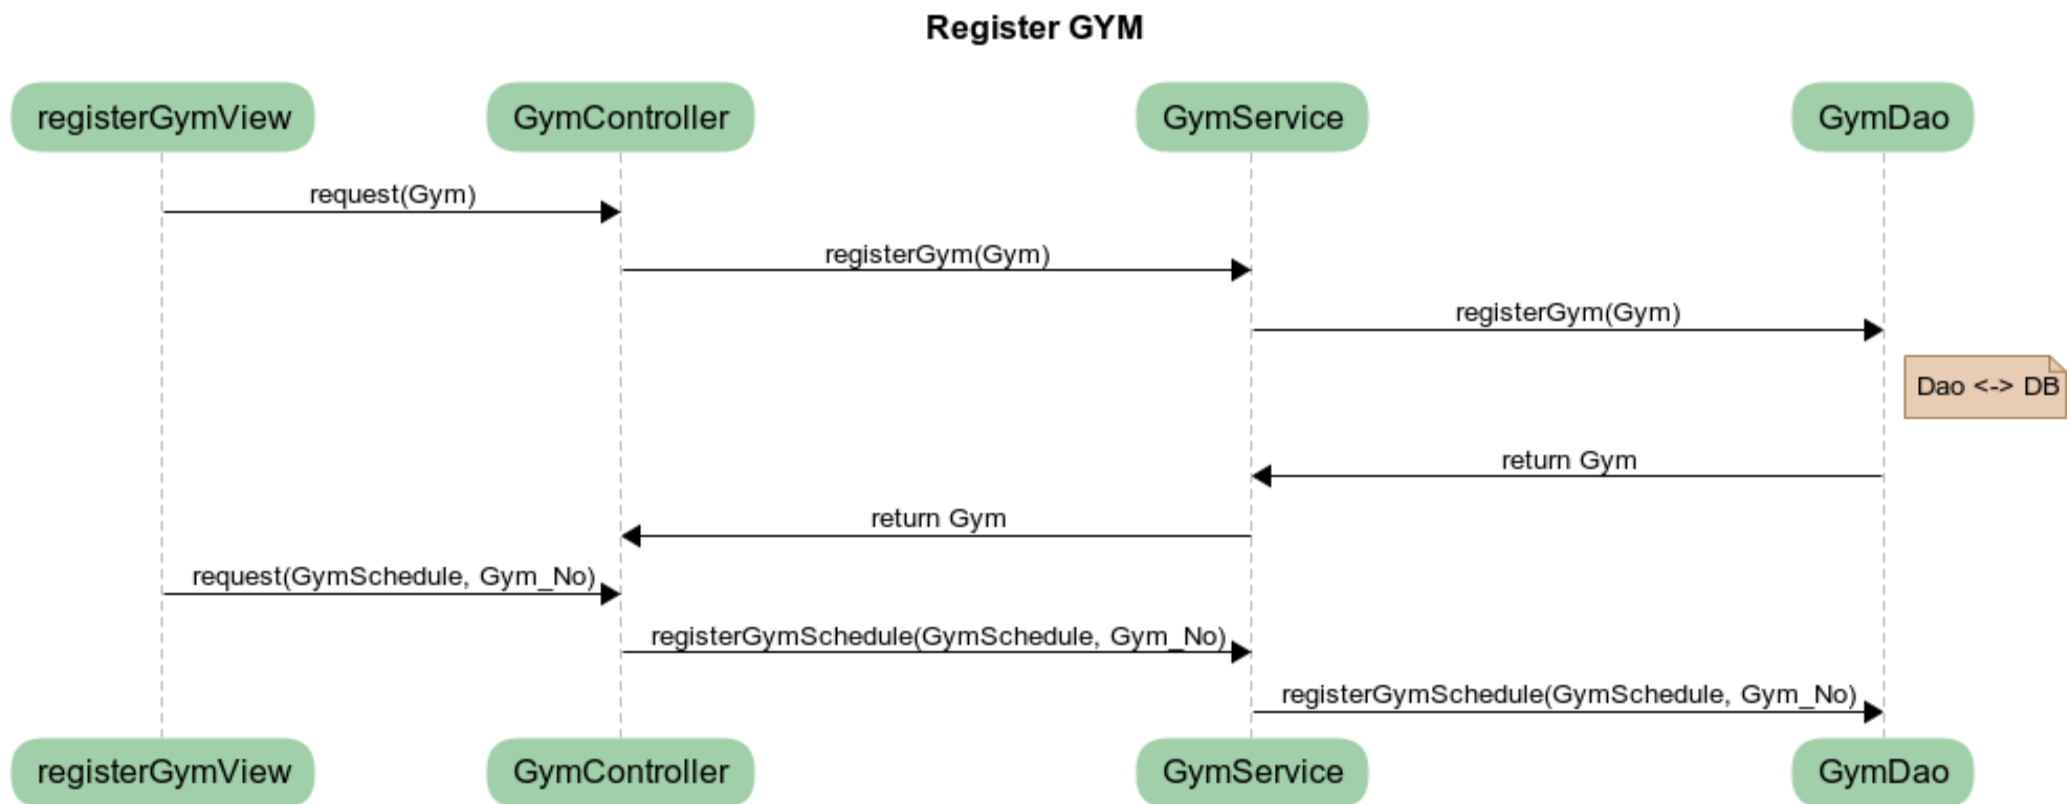 Register GYM
registerGymView
GymController
GymService
GymDao
request(Gym)
registerGym(Gym)
registerGym(Gym)
Dao <-> DB
return Gym
return Gym
request(GymSchedule, Gym_No)
registerGymSchedule(GymSchedule, Gym_No)
registerGymSchedule(GymSchedule, Gym_No)
registerGymView
GymController
GymService
GymDao